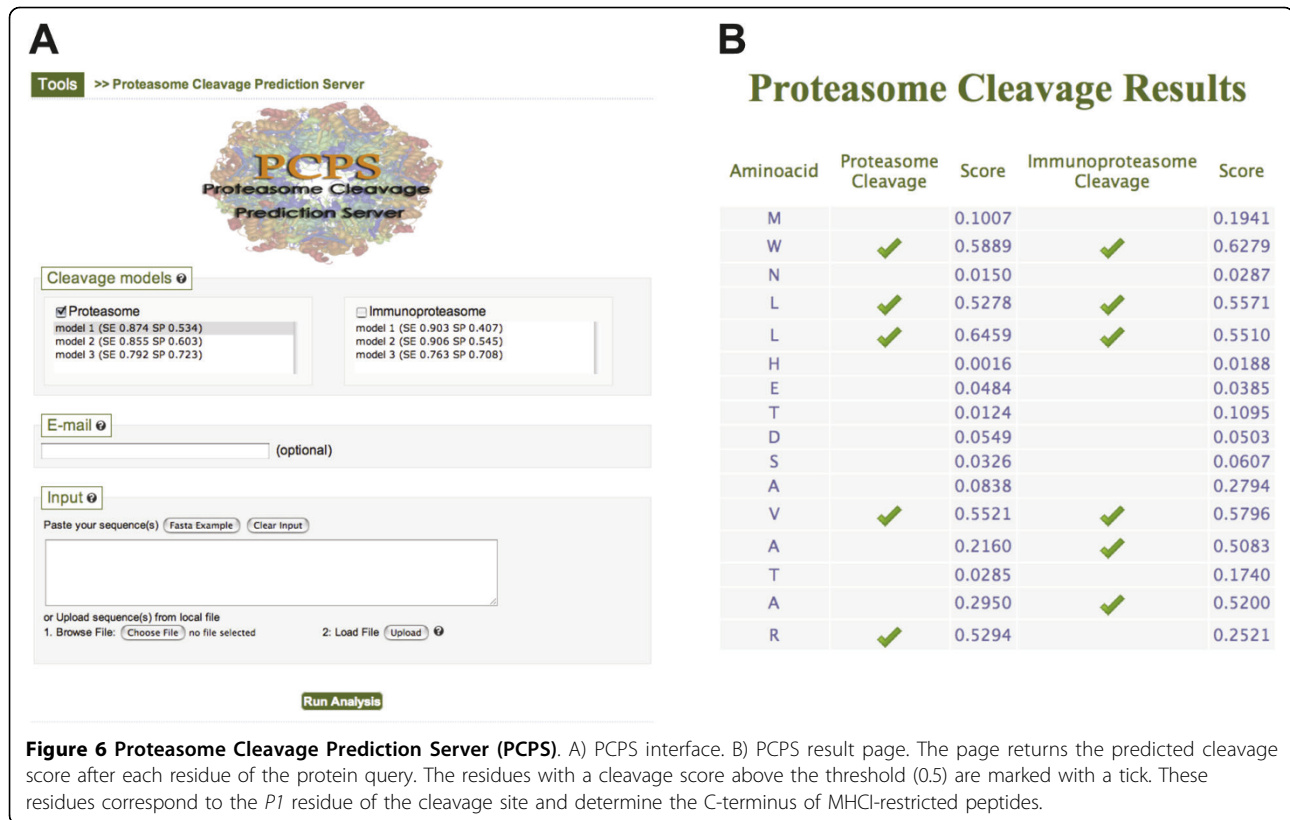 A
Tools >> Proteasome Cleavage Prediction Server
PCPS
Proteasome Cleavage
Prediction Server
Cleavage models ?
Proteasome
model 1 (SE 0.874 SP 0.534)
model 2 (SE 0.855 SP 0.603)
model 3 (SE 0.792 SP 0.723)
Immunoproteasome
model 1 (SE 0.903 SP 0.407)
model 2 (SE 0.906 SP 0.545)
model 3 (SE 0.763 SP 0.708)
E-mail ?
(optional)
Input ?
Paste your sequence(s) Fasta Example Clear Input
or Upload sequence(s) from local file
1. Browse File: Choose File no file selected 2: Load File Upload ?
Run Analysis
B
Proteasome Cleavage Results
Aminoacid Proteasome Cleavage Score Immunoproteasome Cleavage Score
M 0.1007 0.1941
W ✓ 0.5889 ✓ 0.6279
N 0.0150 0.0287
L ✓ 0.5278 ✓ 0.5571
L ✓ 0.6459 ✓ 0.5510
H 0.0016 0.0188
E 0.0484 0.0385
T 0.0124 0.1095
D 0.0549 0.0503
S 0.0326 0.0607
A 0.0838 0.2794
V ✓ 0.5521 ✓ 0.5796
A 0.2160 ✓ 0.5083
T 0.0285 0.1740
A 0.2950 ✓ 0.5200
R ✓ 0.5294 0.2521
Figure 6 Proteasome Cleavage Prediction Server (PCPS). A) PCPS interface. B) PCPS result page. The page returns the predicted cleavage
score after each residue of the protein query. The residues with a cleavage score above the threshold (0.5) are marked with a tick. These
residues correspond to the P1 residue of the cleavage site and determine the C-terminus of MHCI-restricted peptides.